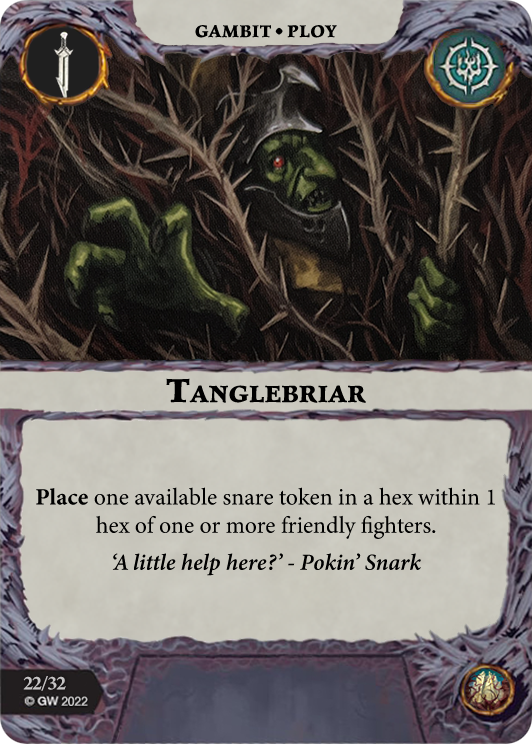 GAMBIT • PLOY
TANGLEBRIAR
Place one available snare token in a hex within 1
hex of one or more friendly fighters.
‘A little help here?’ - Pokin’ Snark
22/32
© GW 2022